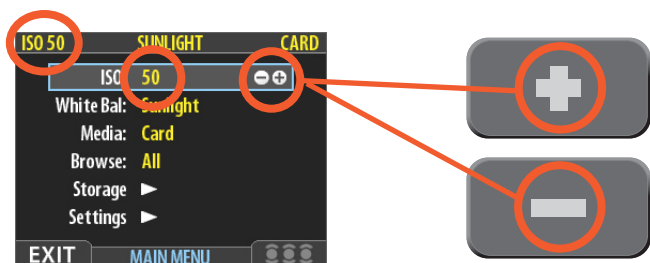 ISO 50 SUNLIGHT CARD
ISO 50
White Bal: Sunlight
Media: Card
Browse: All
Storage
Settings
EXIT MAIN MENU